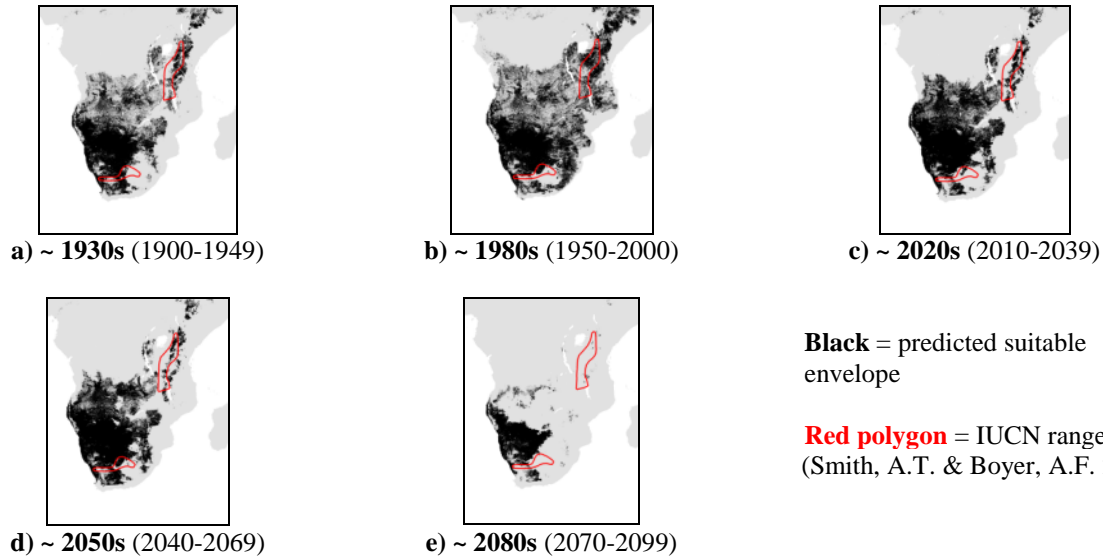 a) ~ 1930s (1900-1949)
b) ~ 1980s (1950-2000)
c) ~ 2020s (2010-2039)
Black = predicted suitable
envelope
Red polygon = IUCN range
(Smith, A.T. & Boyer, A.F.
d) ~ 2050s (2040-2069)
e) ~ 2080s (2070-2099)